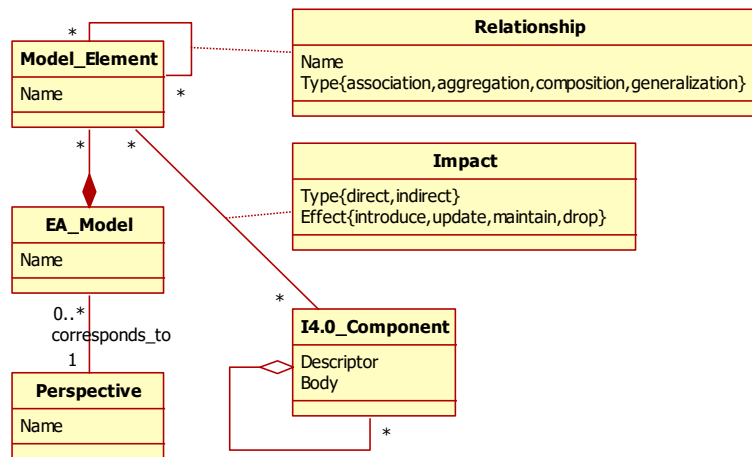 *
Model_Element
Name
*
Relationship
Name
Type{association,aggregation,composition,generalization}
*
*
Impact
Type{direct,indirect}
Effect{introduce,update,maintain,drop}
EA_Model
Name
0..*
corresponds_to
1
*
I4.0_Component
Descriptor
Body
*
Perspective
Name